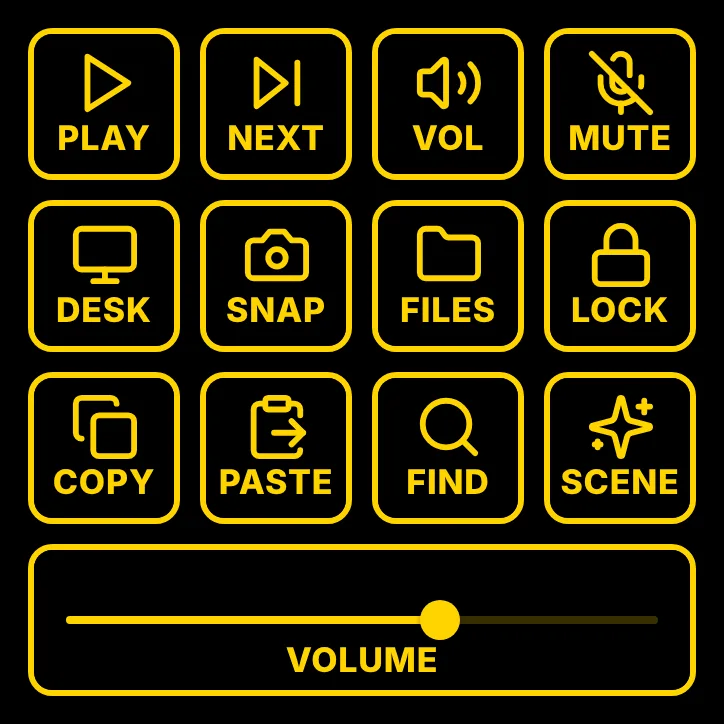 PLAY NEXT VOL MUTE
DESK SNAP FILES LOCK
COPY PASTE FIND SCENE
VOLUME